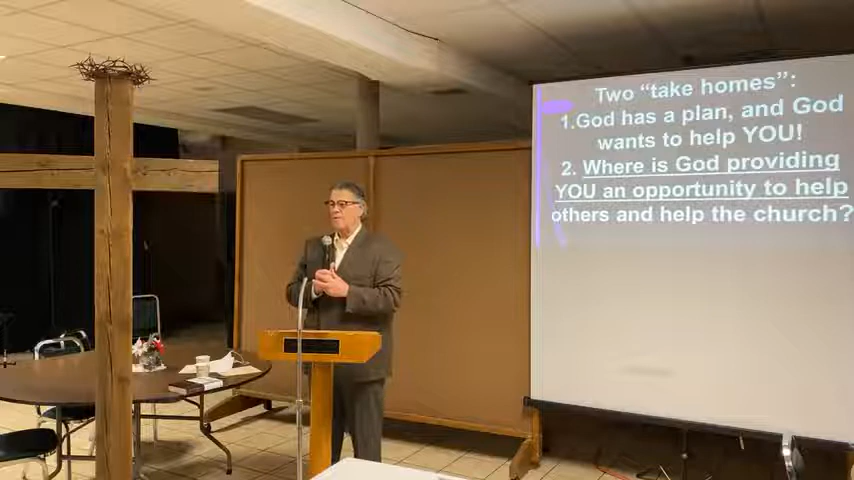 Two “take homes”:
1.God has a plan, and God
wants to help YOU!
2. Where is God providing
YOU an opportunity to help
others and help the church?